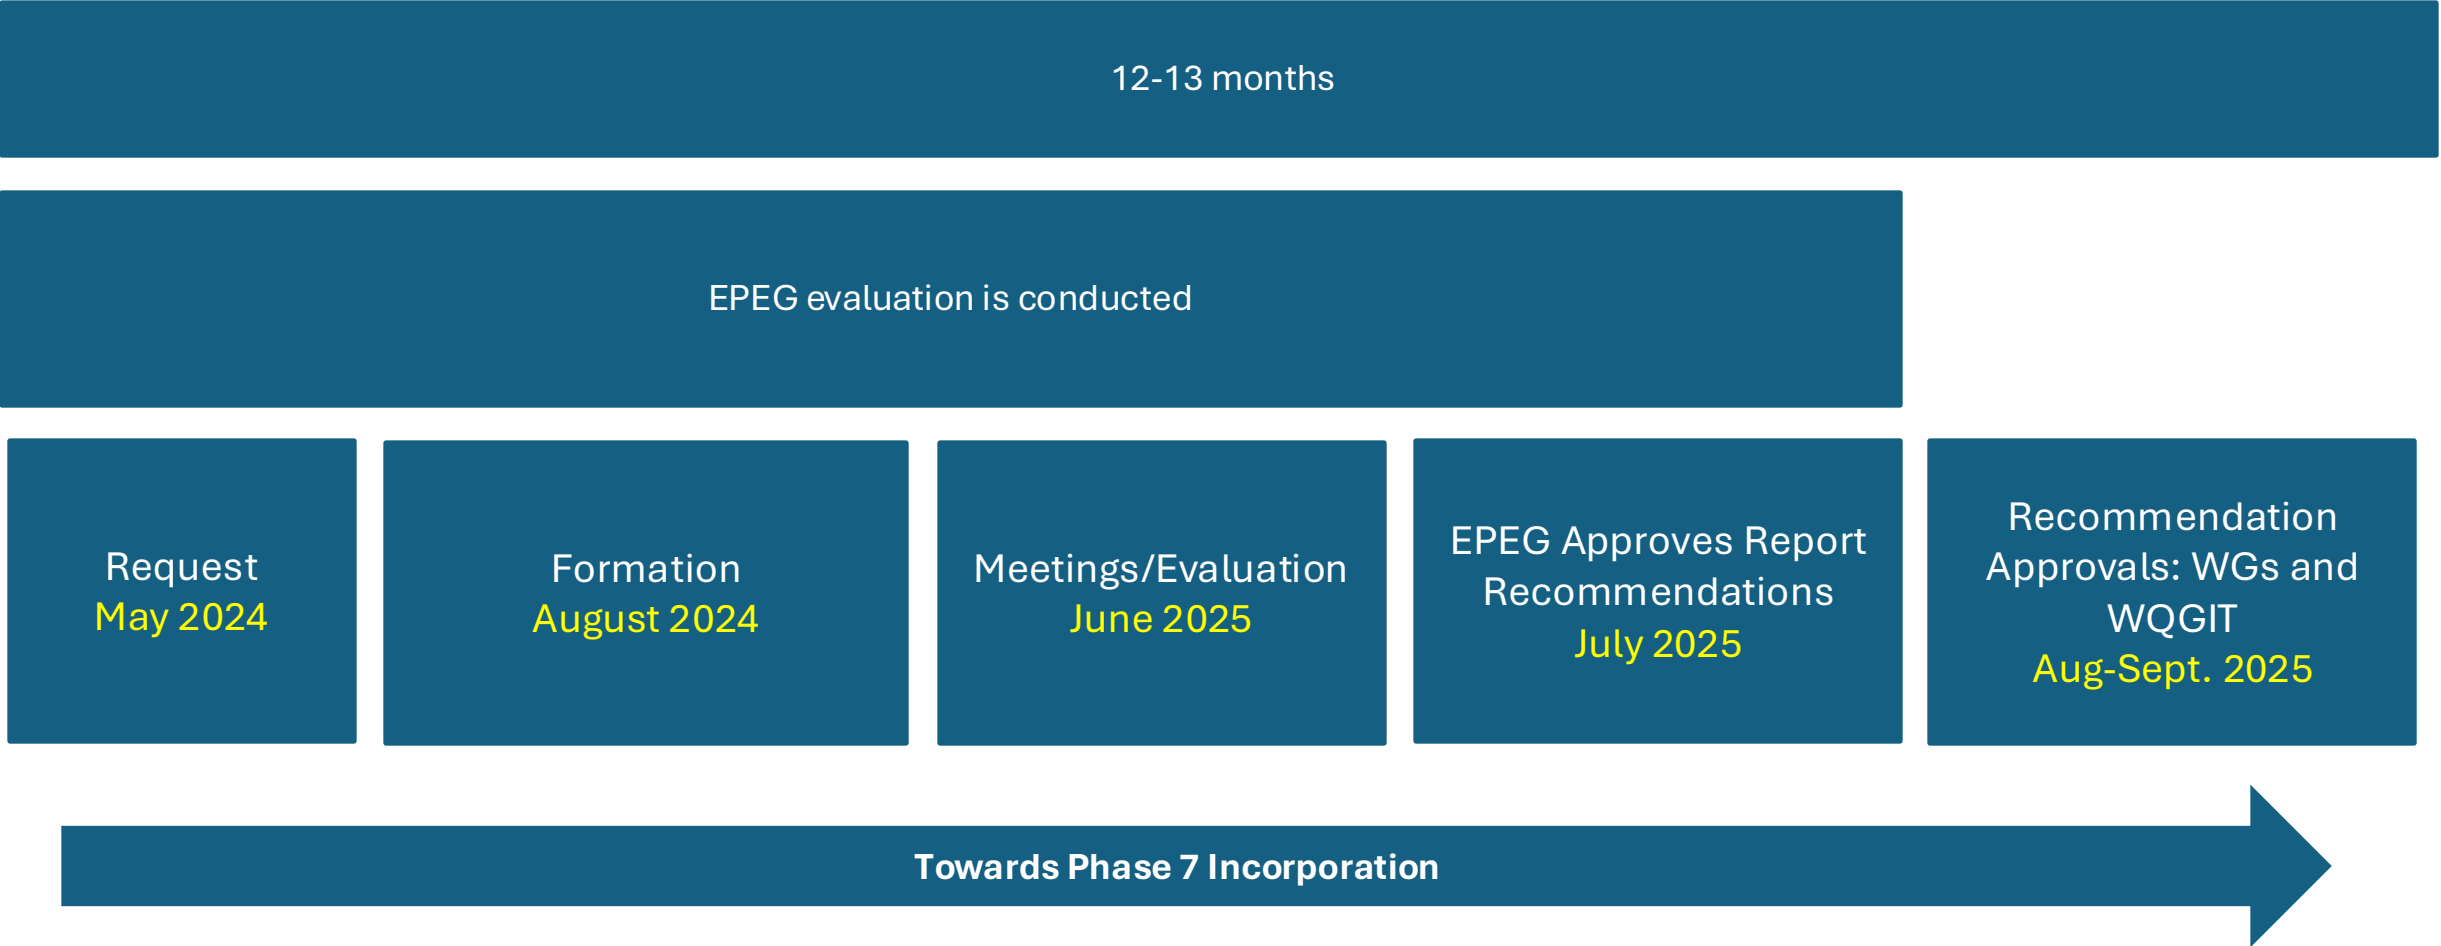 12-13 months
EPEG evaluation is conducted
Request
May 2024
Formation
August 2024
Meetings/Evaluation
June 2025
EPEG Approves Report
Recommendations
July 2025
Recommendation
Approvals: WGs and
WQGIT
Aug-Sept. 2025
Towards Phase 7 Incorporation